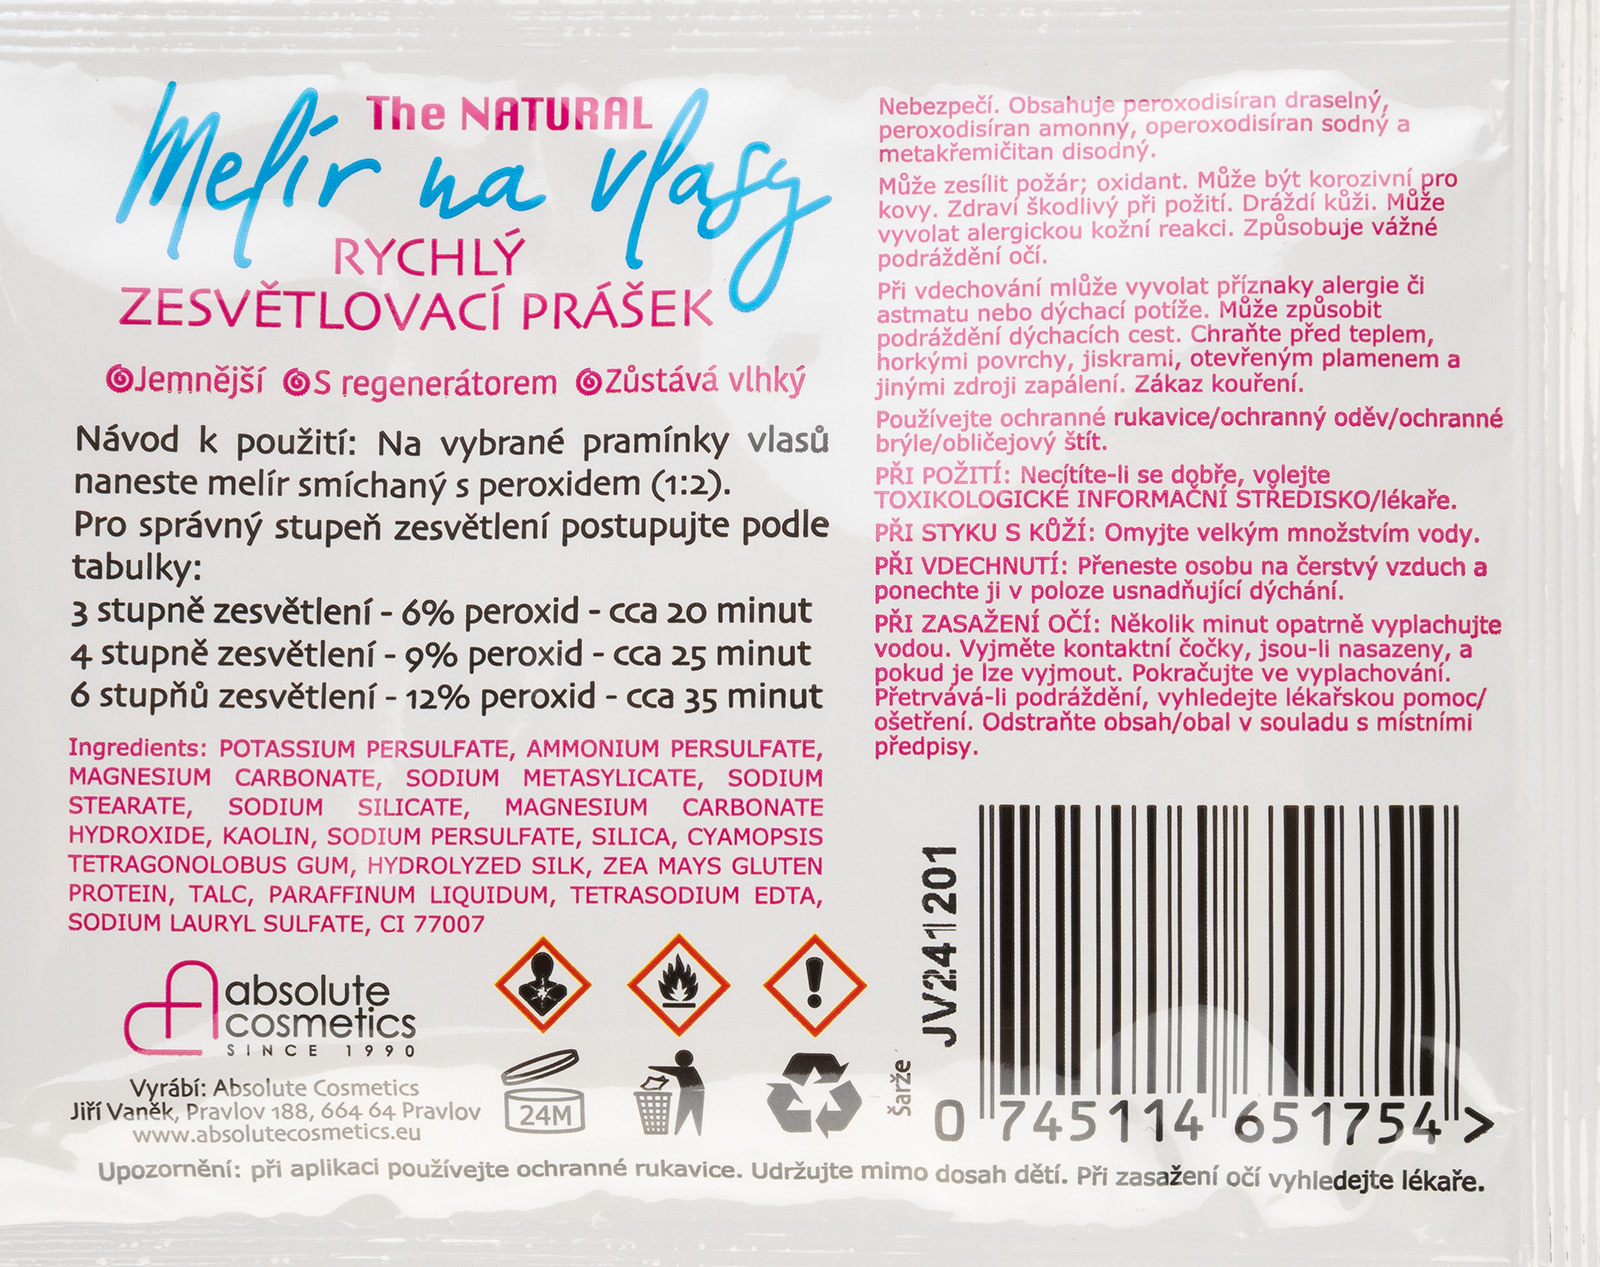 The NATURAL
Melír na vlasy
RYCHLÝ
ZESVĚTLOVACÍ PRÁŠEK
Jemnější S regenerátorem Zůstává vlhký
Návod k použití: Na vybrané pramínky vlasů
naneste melír smíchaný s peroxidem (1:2).
Pro správný stupeň zesvětlení postupujte podle
tabulky:
3 stupně zesvětlení - 6% peroxid - cca 20 minut
4 stupně zesvětlení - 9% peroxid - cca 25 minut
6 stupňů zesvětlení - 12% peroxid - cca 35 minut
Ingredients: POTASSIUM PERSULFATE, AMMONIUM PERSULFATE,
MAGNESIUM CARBONATE, SODIUM METASYLICATE, SODIUM
STEARATE, SODIUM SILICATE, MAGNESIUM CARBONATE
HYDROXIDE, KAOLIN, SODIUM PERSULFATE, SILICA, CYAMOPSIS
TETRAGONOLOBUS GUM, HYDROLYZED SILK, ZEA MAYS GLUTEN
PROTEIN, TALC, PARAFFINUM LIQUIDUM, TETRASODIUM EDTA,
SODIUM LAURYL SULFATE, CI 77007
absolute
cosmetics
SINCE 1990
Vyrábí: Absolute Cosmetics
Jiří Vaněk, Pravlov 188, 664 64 Pravlov
www.absolutecosmetics.eu
24M
Nebezpečí. Obsahuje peroxodisíran draselný,
peroxodisíran amonný, operoxodisíran sodný a
metakřemičitan disodný.
Může zesílit požár; oxidant. Může být korozivní pro
kovy. Zdraví škodlivý při požití. Dráždí kůži. Může
vyvolat alergickou kožní reakci. Způsobuje vážné
podráždění očí.
Při vdechování mlůže vyvolat příznaky alergie či
astmatu nebo dýchací potíže. Může způsobit
podráždění dýchacích cest. Chraňte před teplem,
horkými povrchy, jiskrami, otevřeným plamenem a
jinými zdroji zapálení. Zákaz kouření.
Používejte ochranné rukavice/ochranný oděv/ochranné
brýle/obličejový štít.
PŘI POŽITÍ: Necítíte-li se dobře, volejte
TOXIKOLOGICKÉ INFORMAČNÍ STŘEDISKO/lékaře.
PŘI STYKU S KŮŽÍ: Omyjte velkým množstvím vody.
PŘI VDECHNUTÍ: Přeneste osobu na čerstvý vzduch a
ponechte ji v poloze usnadňující dýchání.
PŘI ZASAŽENÍ OČÍ: Několik minut opatrně vyplachujte
vodou. Vyjměte kontaktní čočky, jsou-li nasazeny, a
pokud je lze vyjmout. Pokračujte ve vyplachování.
Přetrvává-li podráždění, vyhledejte lékařskou pomoc/
ošetření. Odstraňte obsah/obal v souladu s místními
předpisy.
Šarže
JV241201
0 745114 651754 >
Upozornění: při aplikaci používejte ochranné rukavice. Udržujte mimo dosah dětí. Při zasažení očí vyhledejte lékaře.